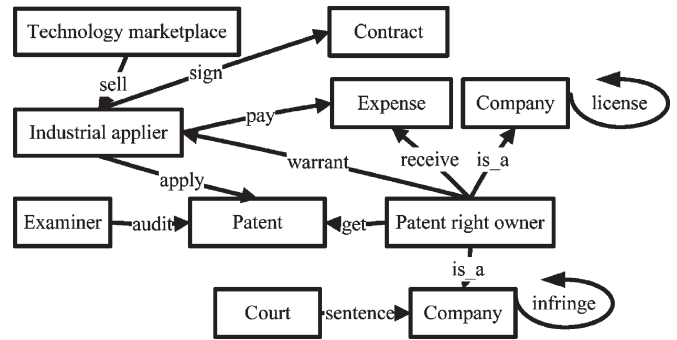 Technology marketplace
Contract
sign
sell
Industrial applier
pay
Expense
Company
license
warrant
receive
is_a
apply
Examiner
audit
Patent
get
Patent right owner
is_a
Court
sentence
Company
infringe